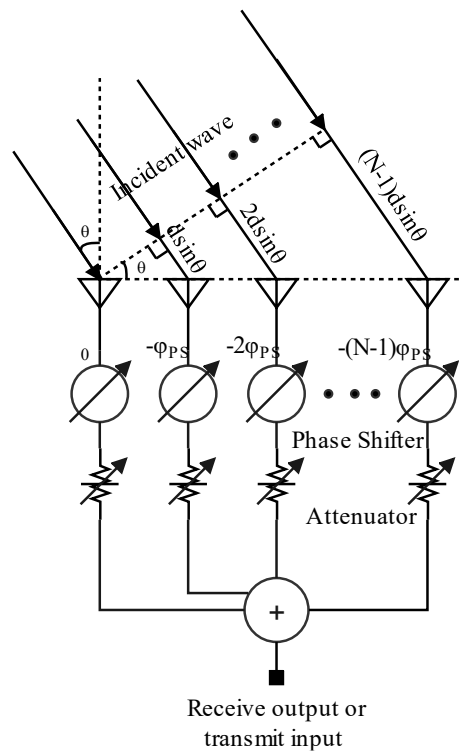 Incident wave
(N-1)dsinθ
2dsinθ
dsinθ
θ
θ
0
-φPS
-2φPS
-(N-1)φPS
Phase Shifter
Attenuator
+
Receive output or
transmit input